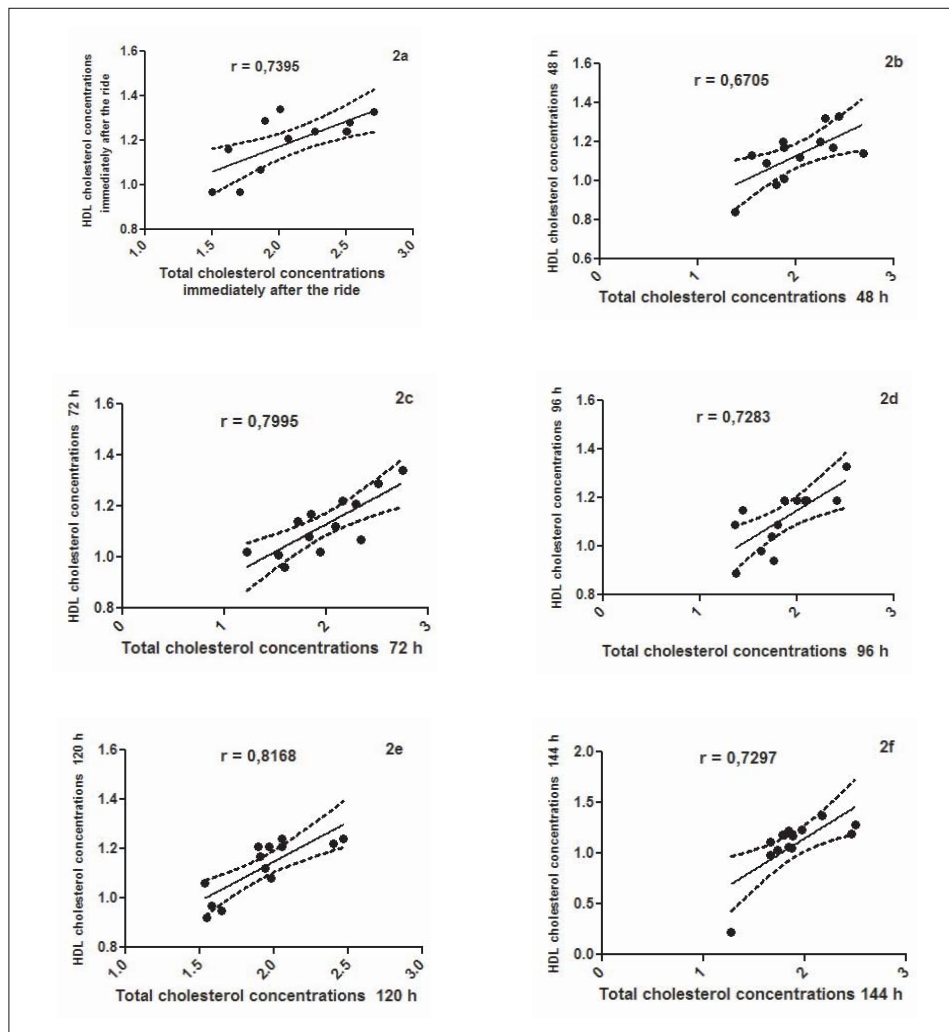 2a
r = 0,7395
HDL cholesterol concentrations
immediately after the ride
1.6
1.4
1.2
1.0
0.8
1.0
1.5
2.0
2.5
3.0
Total cholesterol concentrations
immediately after the ride
2b
r = 0,6705
HDL cholesterol concentrations 48 h
1.6
1.4
1.2
1.0
0.8
0.6
0
1
2
3
Total cholesterol concentrations 48 h
2c
r = 0,7995
HDL cholesterol concentrations 72 h
1.6
1.4
1.2
1.0
0.8
0
1
2
3
Total cholesterol concentrations 72 h
2d
r = 0,7283
HDL cholesterol concentrations 96 h
1.6
1.4
1.2
1.0
0.8
0
1
2
3
Total cholesterol concentrations 96 h
2e
r = 0,8168
HDL cholesterol concentrations 120 h
1.6
1.4
1.2
1.0
0.8
1.0
1.5
2.0
2.5
3.0
Total cholesterol concentrations 120 h
2f
r = 0,7297
HDL cholesterol concentrations 144 h
2.0
1.5
1.0
0.5
0.0
0
1
2
3
Total cholesterol concentrations 144 h